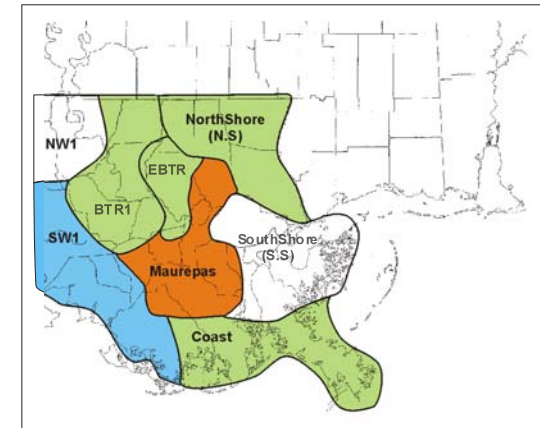 NorthShore
(N.S)
NW1
EBTR
BTR1
SW1
SouthShore
(S.S)
Maurepas
Coast